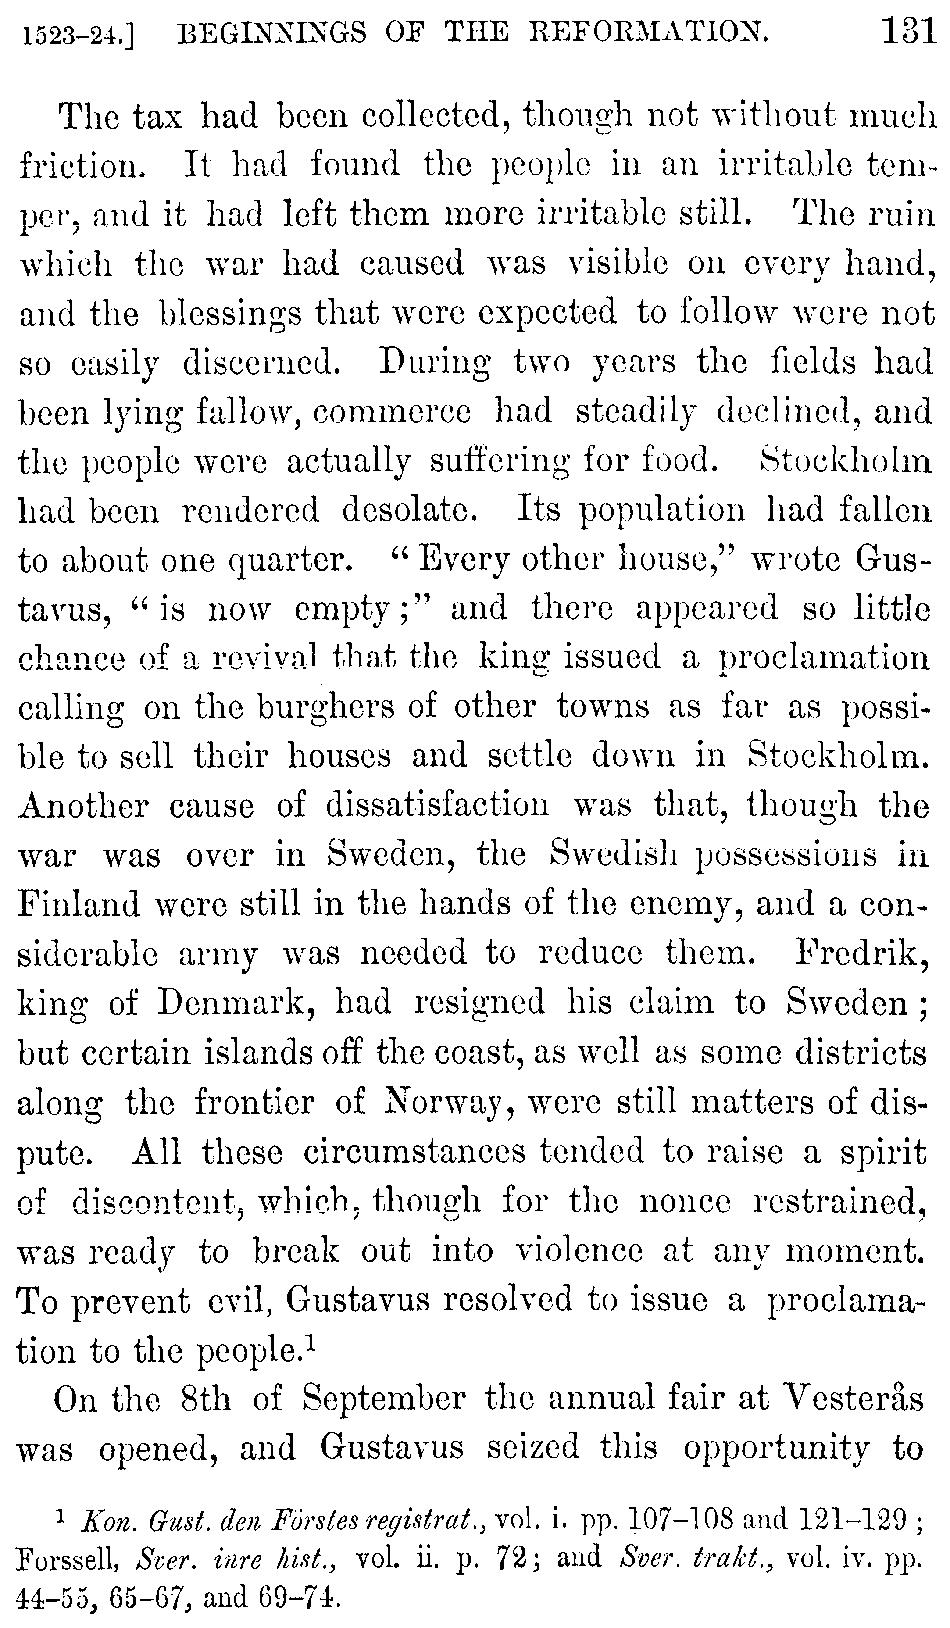 1523–24.] BEGINNINGS OF THE REFORMATION. 131
The tax had been collected, though not without much
friction. It had found the people in an irritable tem-
per, and it had left them more irritable still. The ruin
which the war had caused was visible on every hand,
and the blessings that were expected to follow were not
so easily discerned. During two years the fields had
been lying fallow, commerce had steadily declined, and
the people were actually suffering for food. Stockholm
had been rendered desolate. Its population had fallen
to about one quarter. “ Every other house,” wrote Gus-
tavus, “ is now empty ;” and there appeared so little
chance of a revival that the king issued a proclamation
calling on the burghers of other towns as far as possi-
ble to sell their houses and settle down in Stockholm.
Another cause of dissatisfaction was that, though the
war was over in Sweden, the Swedish possessions in
Finland were still in the hands of the enemy, and a con-
siderable army was needed to reduce them. Fredrik,
king of Denmark, had resigned his claim to Sweden ;
but certain islands off the coast, as well as some districts
along the frontier of Norway, were still matters of dis-
pute. All these circumstances tended to raise a spirit
of discontent, which, though for the nonce restrained,
was ready to break out into violence at any moment.
To prevent evil, Gustavus resolved to issue a proclama-
tion to the people.¹
On the 8th of September the annual fair at Vesterås
was opened, and Gustavus seized this opportunity to
¹ Kon. Gust. den Förstes registrat., vol. i. pp. 107–108 and 121–129 ;
Forssell, Sver. inre hist., vol. ii. p. 72; and Sver. trakt., vol. iv. pp.
44–55, 65–67, and 69–74.